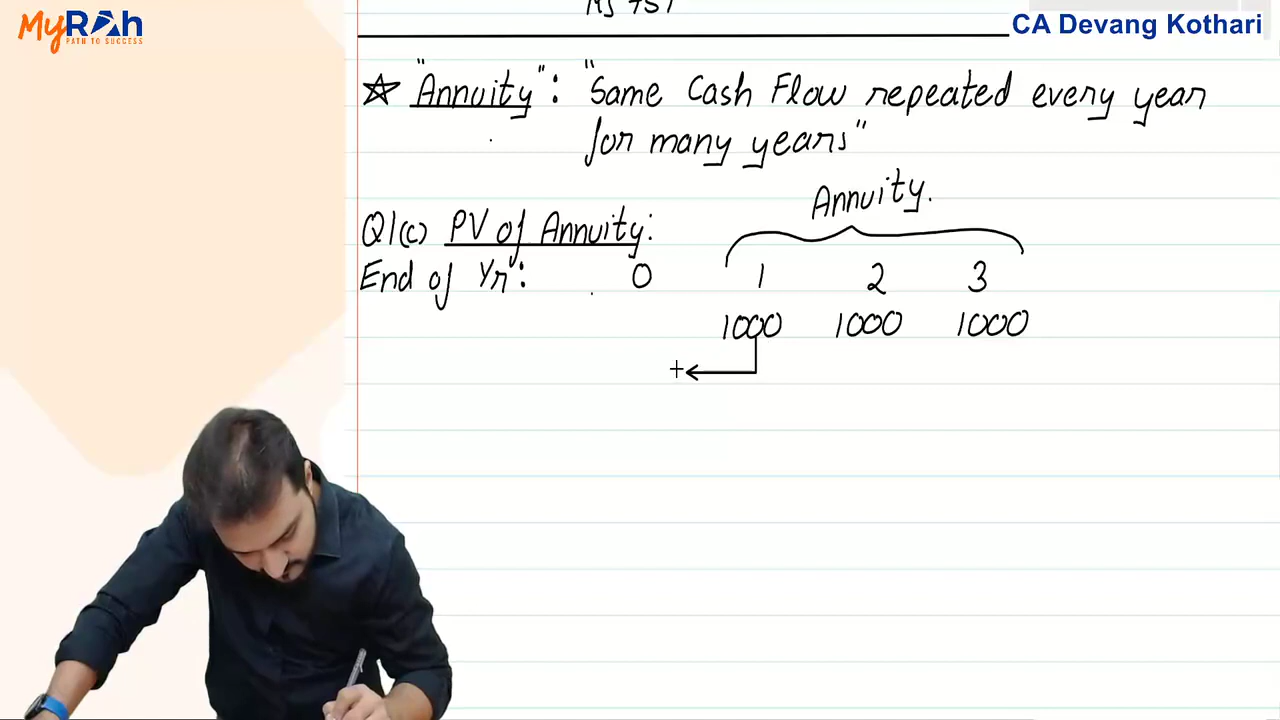 MyRAh
PATH TO SUCCESS
CA Devang Kothari
☆ "Annuity": "Same Cash Flow repeated every year
for many years"
Annuity.
Q1(c) PV of Annuity:
End of Yr: 0 1 2 3
1000 1000 1000
+